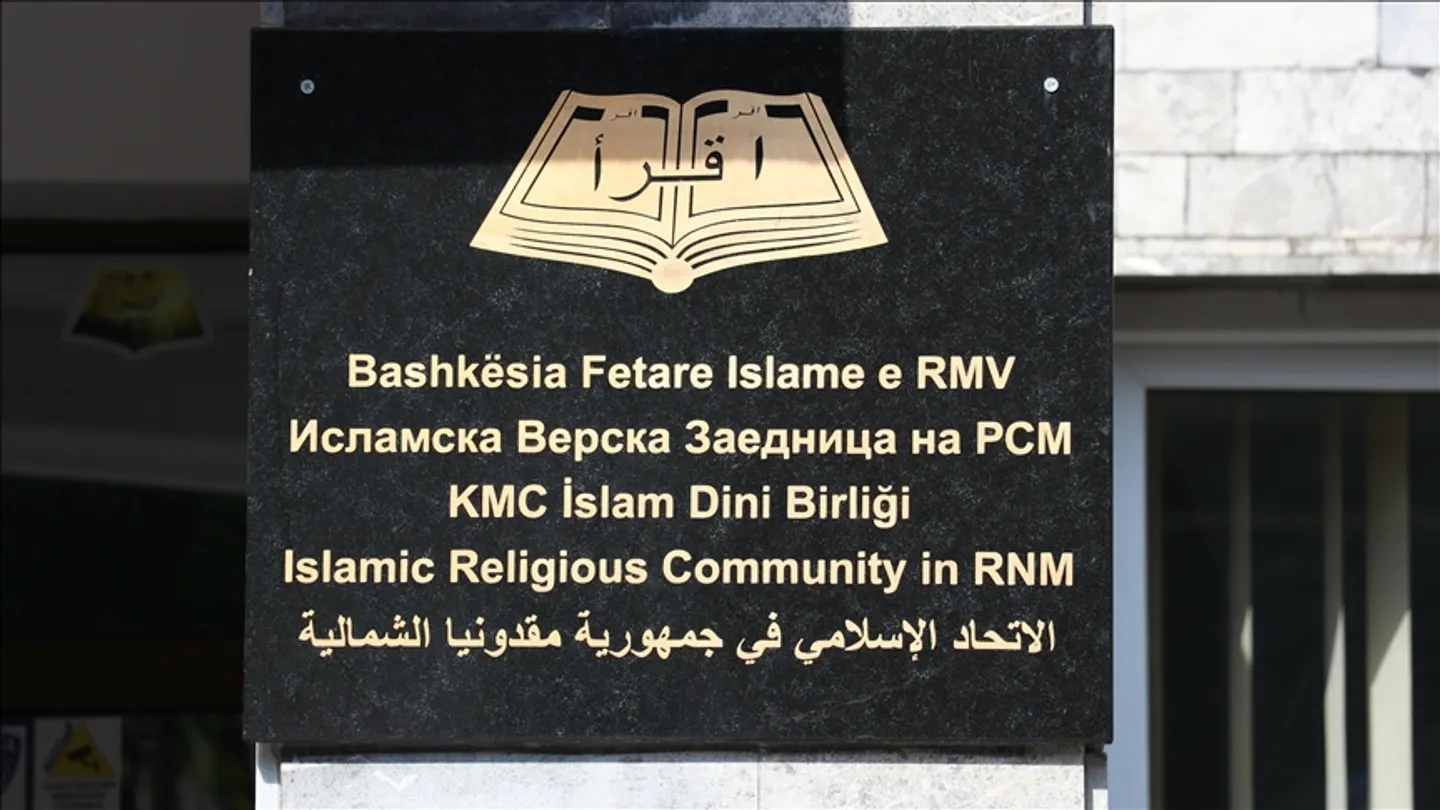 اقرأ
Bashkësia Fetare Islame e RMV
Исламска Верска Заедница на РСМ
KMC İslam Dini Birliği
Islamic Religious Community in RNM
الاتحاد الإسلامي في جمهورية مقدونيا الشمالية